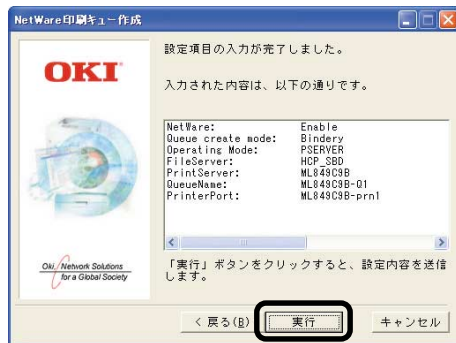 NetWare印刷キュー作成
OKI
設定項目の入力が完了しました。
入力された内容は、以下の通りです。
NetWare: Enable
Queue create mode: Bindery
Operating Mode: PSERVER
FileServer: HCP_SBD
PrintServer: ML849C9B
QueueName: ML849C9B-Q1
PrinterPort: ML849C9B-prn1
Oki, Network Solutions
for a Global Society
「実行」ボタンをクリックすると、設定内容を送信
します。
< 戻る(B)
実行
キャンセル